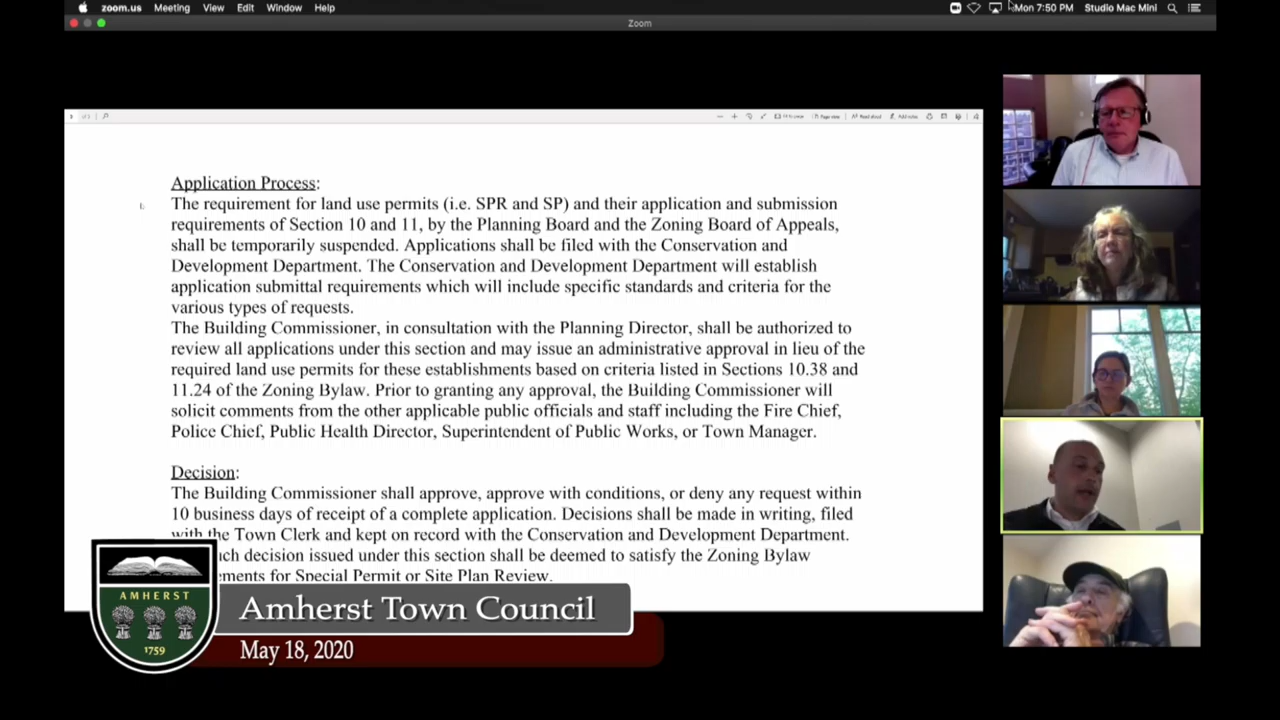 zoom.us Meeting View Edit Window Help
Mon 7:50 PM Studio Mac Mini
Zoom
Page view Read aloud Add notes
Application Process:
The requirement for land use permits (i.e. SPR and SP) and their application and submission
requirements of Section 10 and 11, by the Planning Board and the Zoning Board of Appeals,
shall be temporarily suspended. Applications shall be filed with the Conservation and
Development Department. The Conservation and Development Department will establish
application submittal requirements which will include specific standards and criteria for the
various types of requests.
The Building Commissioner, in consultation with the Planning Director, shall be authorized to
review all applications under this section and may issue an administrative approval in lieu of the
required land use permits for these establishments based on criteria listed in Sections 10.38 and
11.24 of the Zoning Bylaw. Prior to granting any approval, the Building Commissioner will
solicit comments from the other applicable public officials and staff including the Fire Chief,
Police Chief, Public Health Director, Superintendent of Public Works, or Town Manager.
Decision:
The Building Commissioner shall approve, approve with conditions, or deny any request within
10 business days of receipt of a complete application. Decisions shall be made in writing, filed
with the Town Clerk and kept on record with the Conservation and Development Department.
decision issued under this section shall be deemed to satisfy the Zoning Bylaw
for Special Permit or Site Plan Review.
AMHERST
1759
Amherst Town Council
May 18, 2020